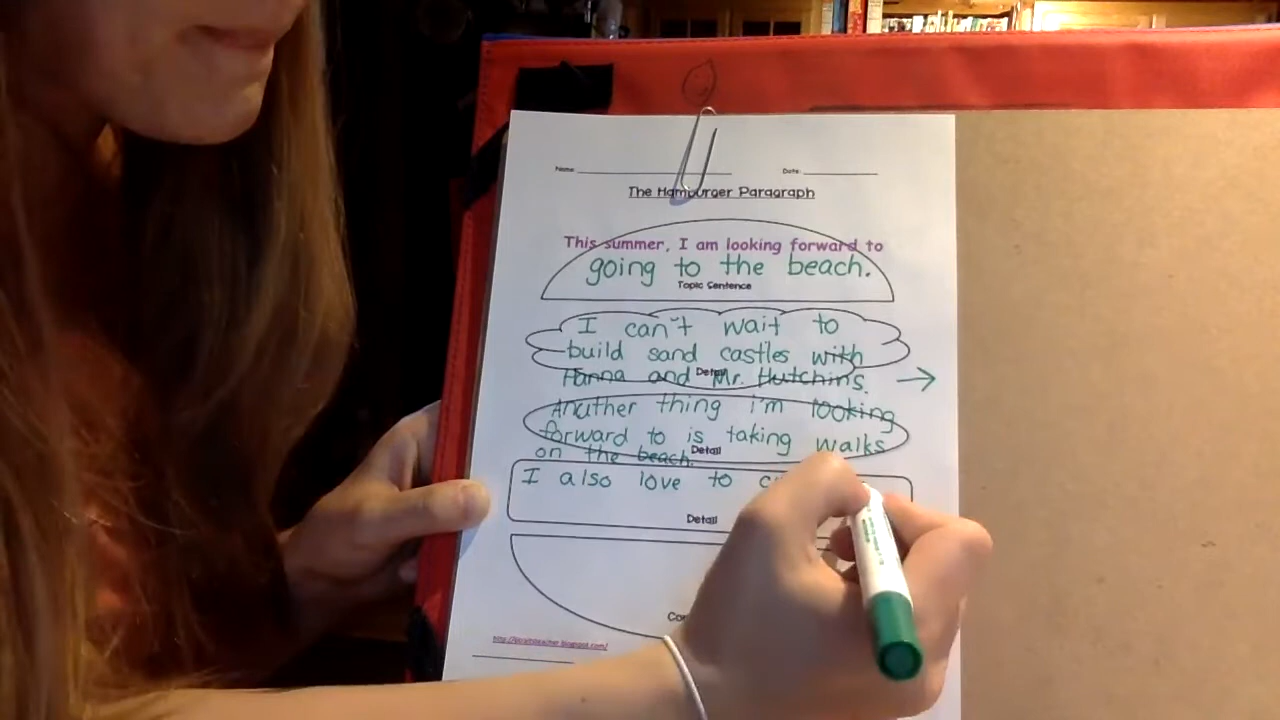 Name: Date:
The Hamburger Paragraph
This summer, I am looking forward to
going to the beach.
Topic Sentence
I can't wait to
build sand castles with
Hanna and Mr. Hutchins.
Detail
Another thing i'm looking
forward to is taking walks
on the beach.
Detail
I also love to
Detail